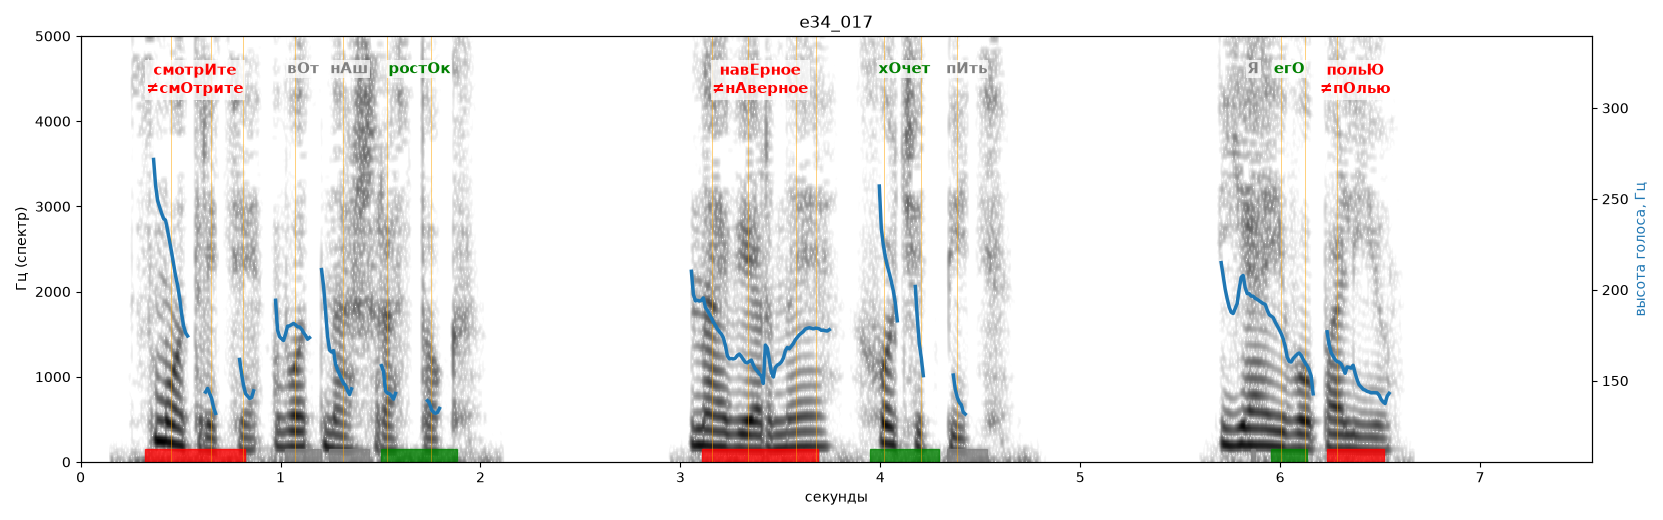 e34_017
смотрИте вОт нАш ростОк навЕрное хОчет пИть Я егО польЮ
≠смОтрите ≠нАверное ≠пОлью
5000
4000
3000
2000
1000
0
Гц (спектр)
300
250
200
150
высота голоса, Гц
0 1 2 3 4 5 6 7
секунды